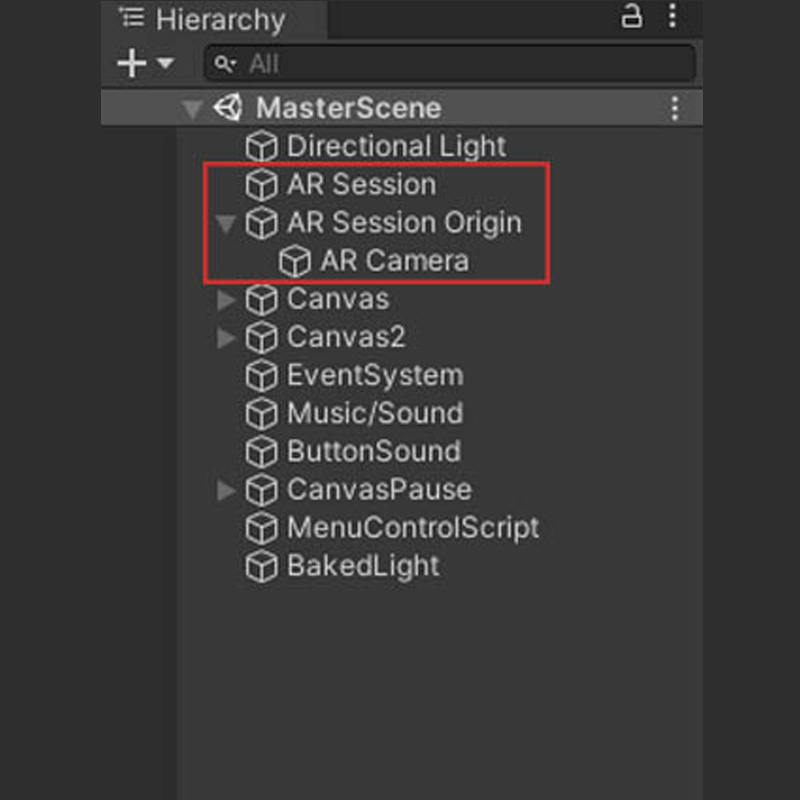 Hierarchy
All
MasterScene
Directional Light
AR Session
AR Session Origin
AR Camera
Canvas
Canvas2
EventSystem
Music/Sound
ButtonSound
CanvasPause
MenuControlScript
BakedLight